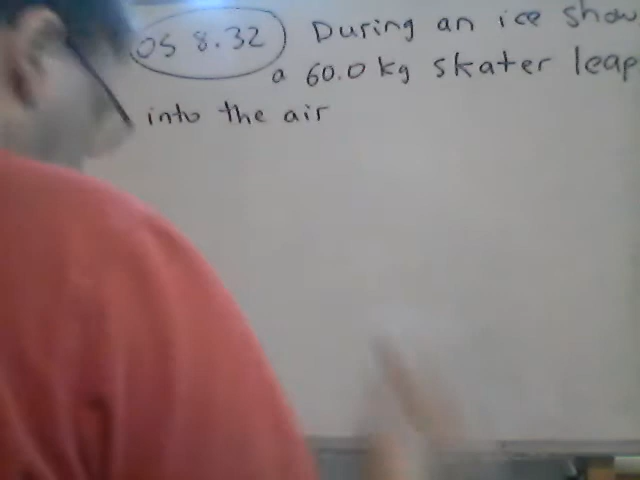 OS 8.32 During an ice show
a 60.0 kg skater leap
into the air